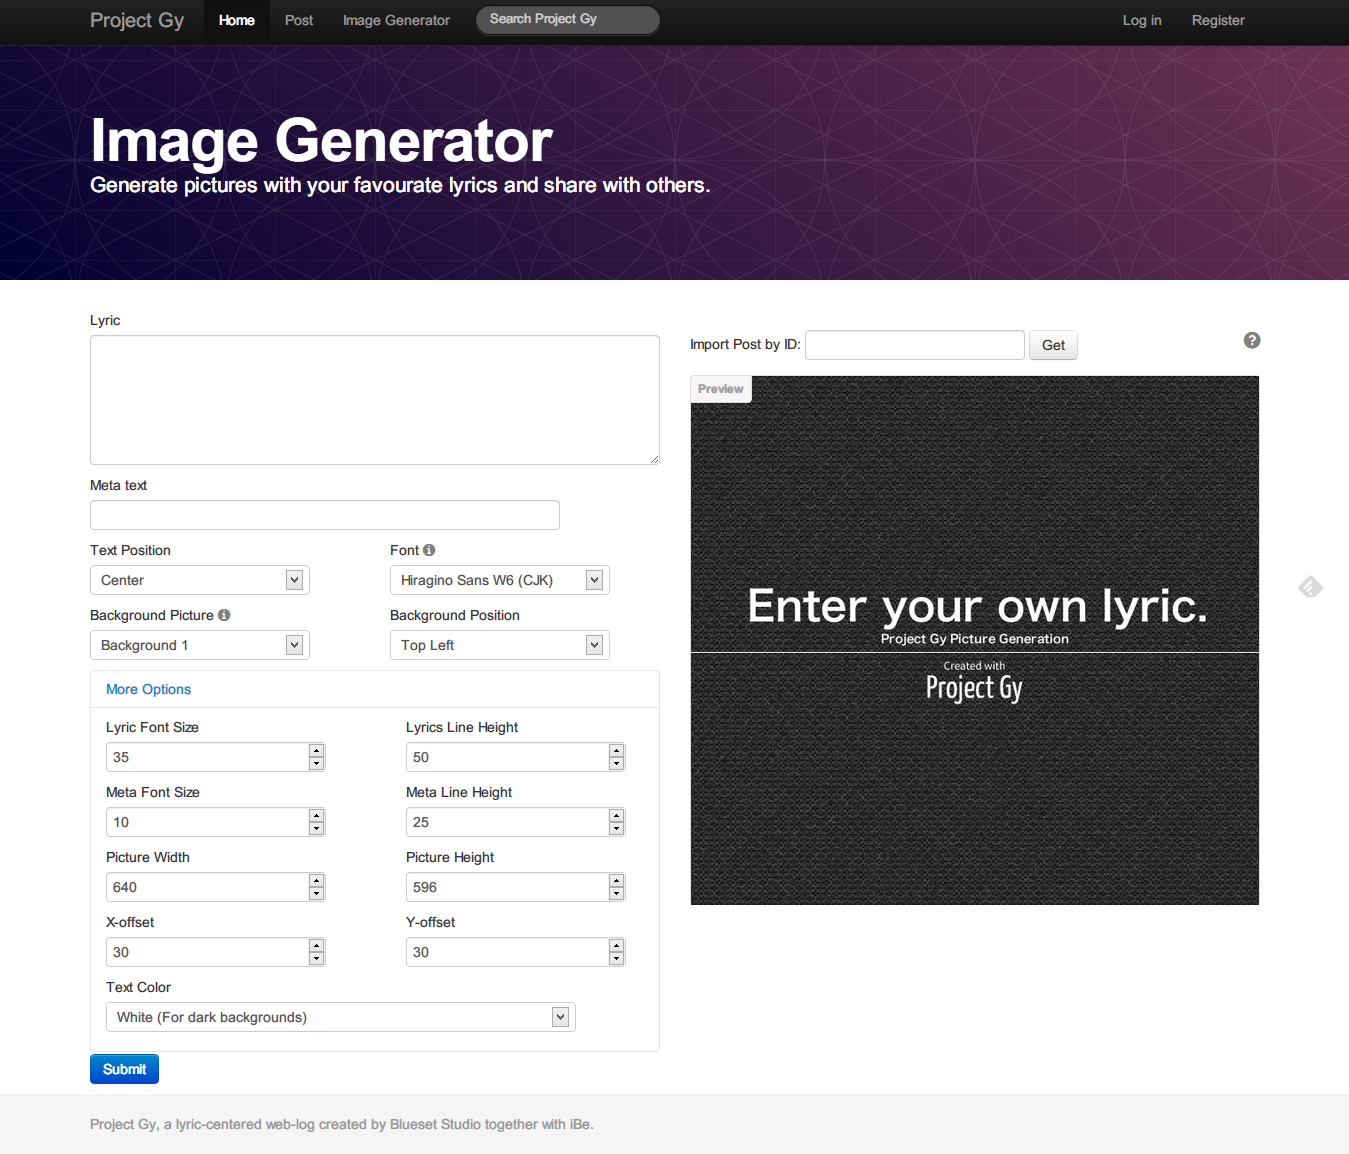 Project Gy Home Post Image Generator Search Project Gy Log in Register
Image Generator
Generate pictures with your favourate lyrics and share with others.
Lyric
Import Post by ID: Get
Preview
Enter your own lyric.
Project Gy Picture Generation
Created with
Project Gy
Meta text
Text Position Font
Center Hiragino Sans W6 (CJK)
Background Picture Background Position
Background 1 Top Left
More Options
Lyric Font Size Lyrics Line Height
35 50
Meta Font Size Meta Line Height
10 25
Picture Width Picture Height
640 596
X-offset Y-offset
30 30
Text Color
White (For dark backgrounds)
Submit
Project Gy, a lyric-centered web-log created by Blueset Studio together with iBe.